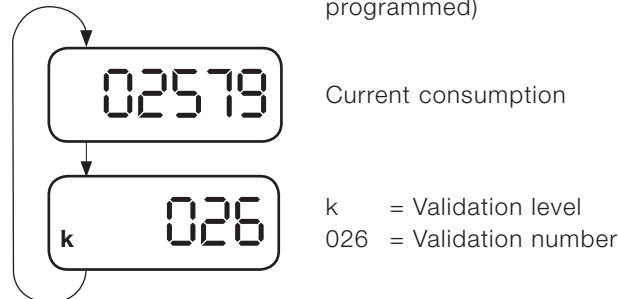 programmed)
02579
Current consumption
k 026
k = Validation level
026 = Validation number